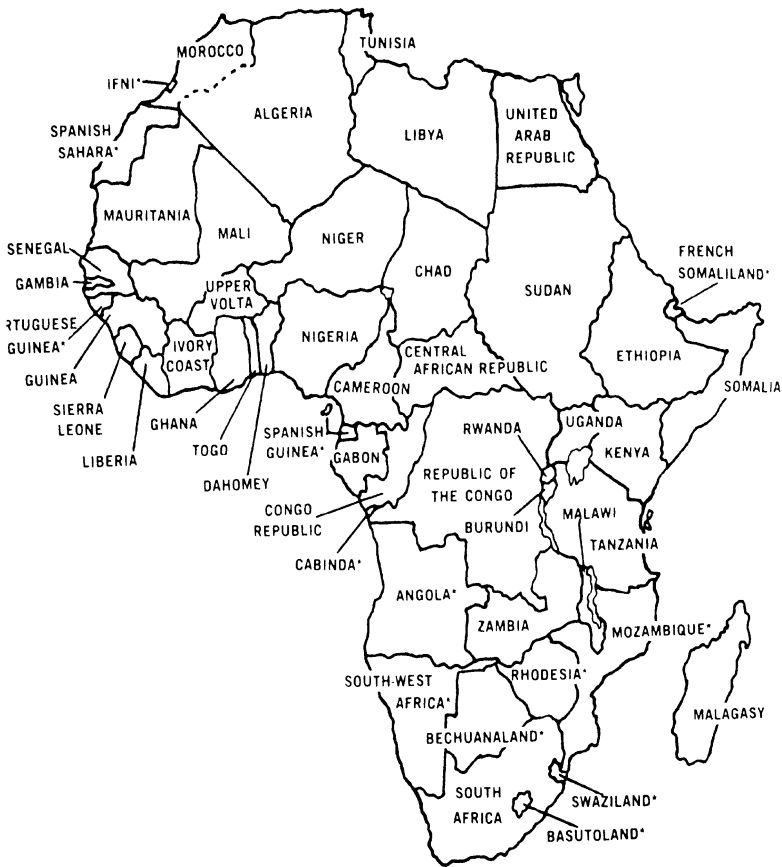 TUNISIA
MOROCCO
IFNI*
ALGERIA
LIBYA
UNITED
ARAB
REPUBLIC
SPANISH
SAHARA*
MAURITANIA
MALI
NIGER
CHAD
SUDAN
SENEGAL
GAMBIA
FRENCH
SOMALILAND*
UPPER
VOLTA
RTUGUESE
GUINEA*
GUINEA
IVORY
COAST
NIGERIA
CENTRAL
AFRICAN REPUBLIC
ETHIOPIA
SOMALIA
CAMEROON
SIERRA
LEONE
GHANA
LIBERIA
TOGO
DAHOMEY
SPANISH
GUINEA*
GABON
RWANDA
UGANDA
KENYA
REPUBLIC OF
THE CONGO
CONGO
REPUBLIC
BURUNDI
MALAWI
TANZANIA
CABINDA*
ANGOLA*
ZAMBIA
MOZAMBIQUE*
SOUTH-WEST
AFRICA*
RHODESIA*
MALAGASY
BECHUANALAND*
SOUTH
AFRICA
SWAZILAND*
BASUTOLAND*